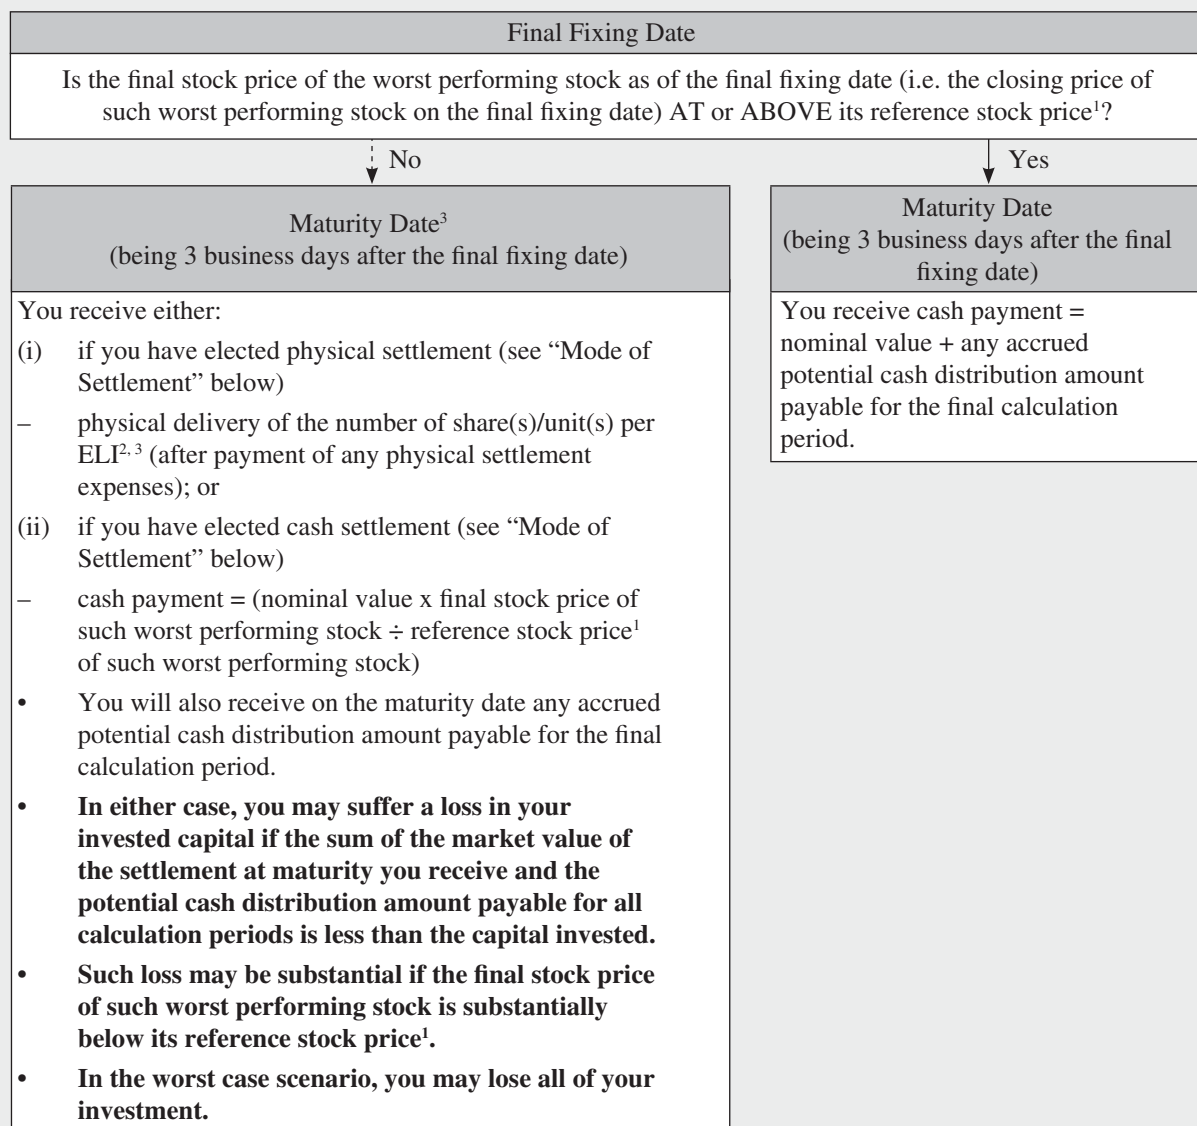 Final Fixing Date
Is the final stock price of the worst performing stock as of the final fixing date (i.e. the closing price of
such worst performing stock on the final fixing date) AT or ABOVE its reference stock price¹?
No
Yes
Maturity Date³
(being 3 business days after the final fixing date)
You receive either:
(i) if you have elected physical settlement (see “Mode of
Settlement” below)
– physical delivery of the number of share(s)/unit(s) per
ELI²˒ ³ (after payment of any physical settlement
expenses); or
(ii) if you have elected cash settlement (see “Mode of
Settlement” below)
– cash payment = (nominal value x final stock price of
such worst performing stock ÷ reference stock price¹
of such worst performing stock)
• You will also receive on the maturity date any accrued
potential cash distribution amount payable for the final
calculation period.
• In either case, you may suffer a loss in your
invested capital if the sum of the market value of
the settlement at maturity you receive and the
potential cash distribution amount payable for all
calculation periods is less than the capital invested.
• Such loss may be substantial if the final stock price
of such worst performing stock is substantially
below its reference stock price¹.
• In the worst case scenario, you may lose all of your
investment.
Maturity Date
(being 3 business days after the final
fixing date)
You receive cash payment =
nominal value + any accrued
potential cash distribution amount
payable for the final calculation
period.